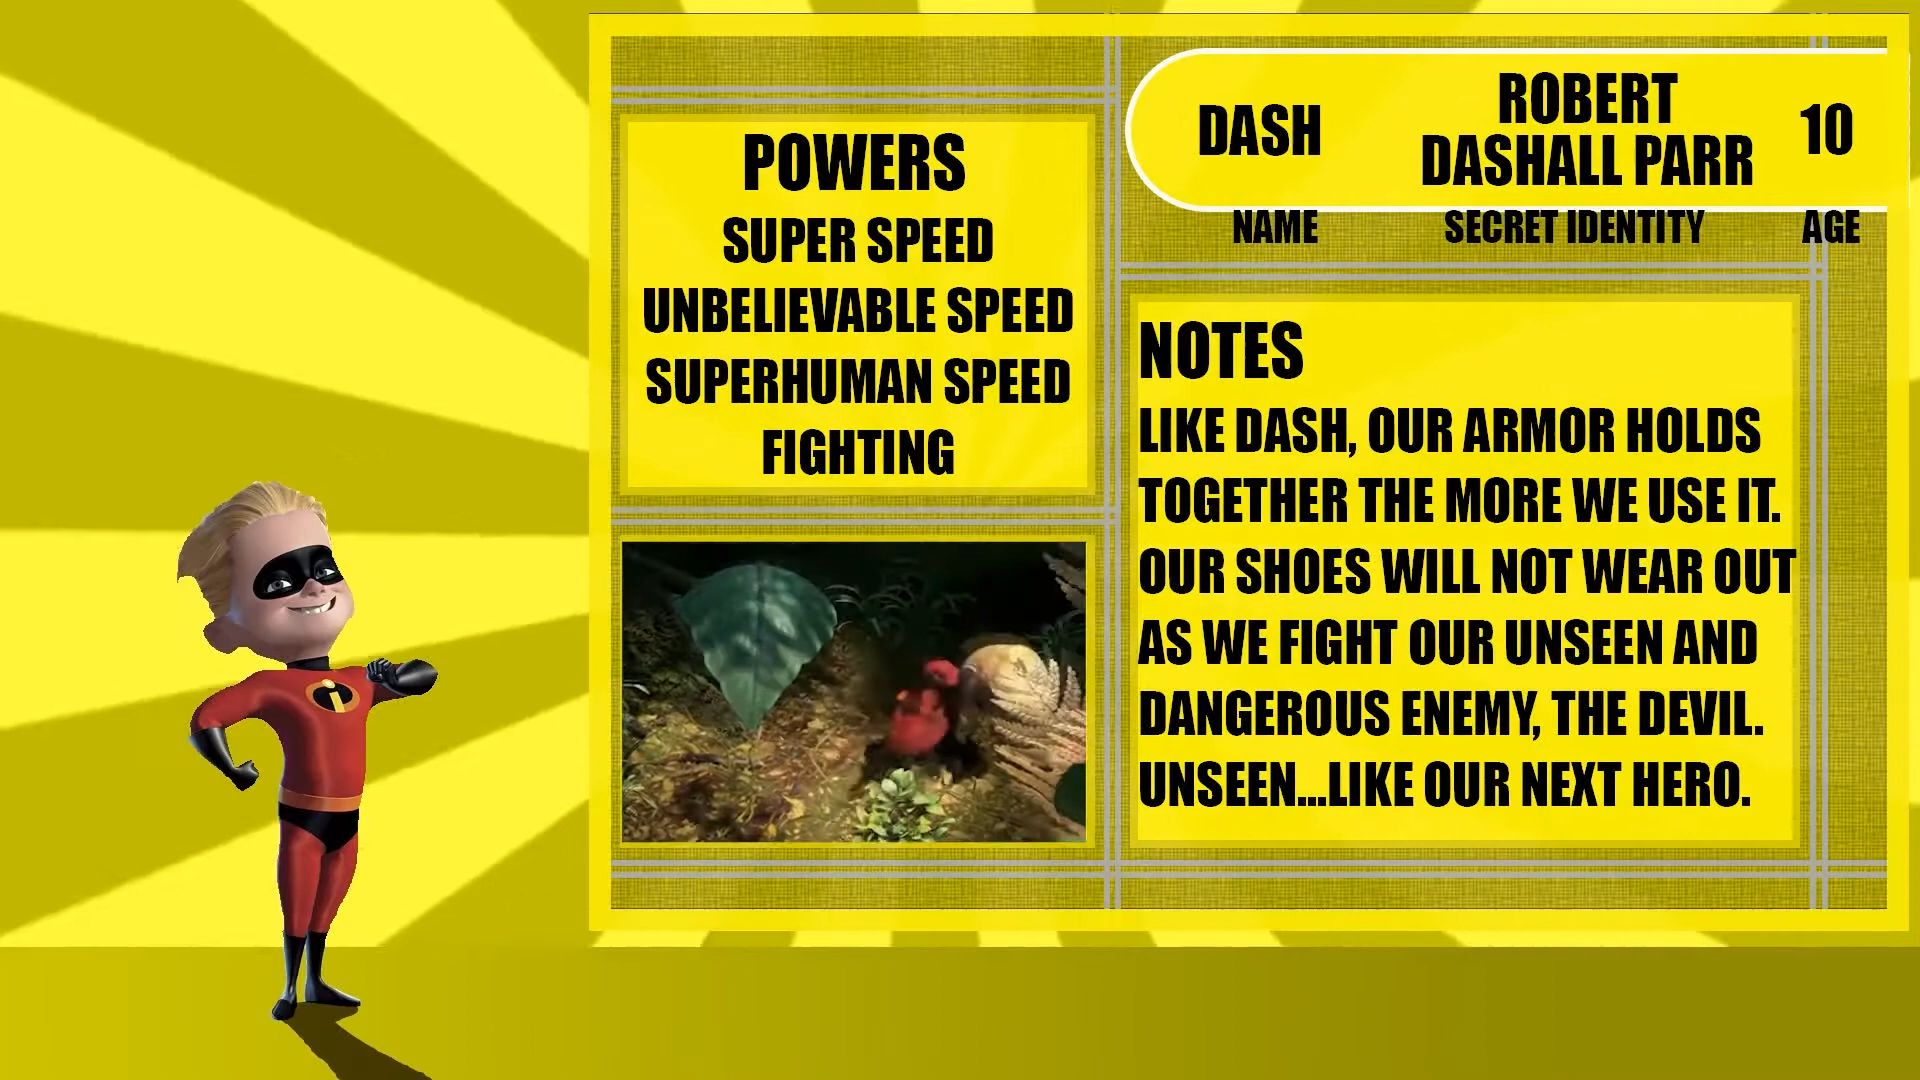 POWERS
SUPER SPEED
UNBELIEVABLE SPEED
SUPERHUMAN SPEED
FIGHTING
DASH
ROBERT
DASHALL PARR
10
NAME
SECRET IDENTITY
AGE
NOTES
LIKE DASH, OUR ARMOR HOLDS
TOGETHER THE MORE WE USE IT.
OUR SHOES WILL NOT WEAR OUT
AS WE FIGHT OUR UNSEEN AND
DANGEROUS ENEMY, THE DEVIL.
UNSEEN...LIKE OUR NEXT HERO.